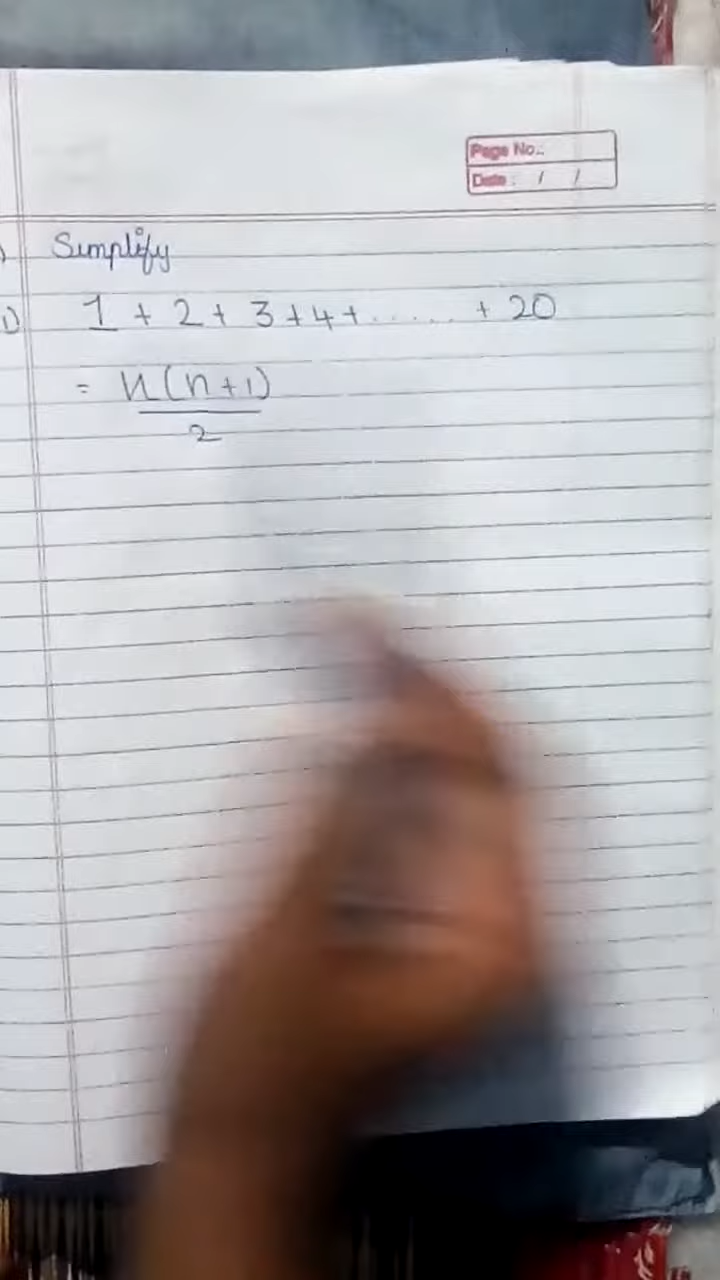 Page No..
Date : / /
Simplify
1) 1 + 2 + 3 + 4 + ...... + 20
= n(n+1)
2